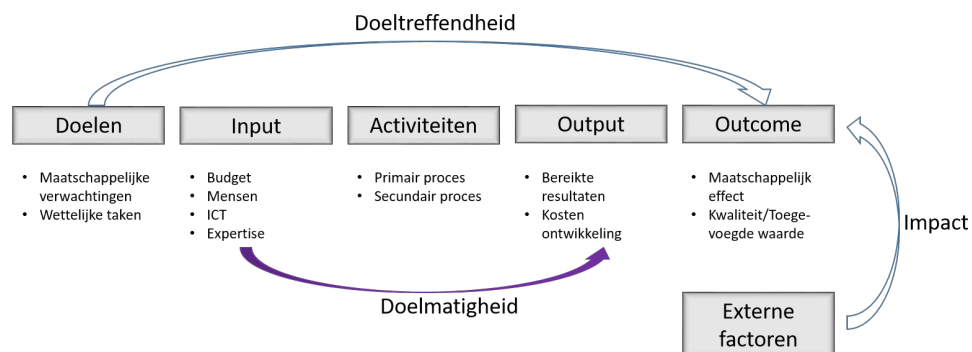 Doeltreffendheid
Doelen
Input
Activiteiten
Output
Outcome
• Maatschappelijke
verwachtingen
• Wettelijke taken
• Budget
• Mensen
• ICT
• Expertise
• Primair proces
• Secundair proces
• Bereikte
resultaten
• Kosten
ontwikkeling
• Maatschappelijk
effect
• Kwaliteit/Toege-
voegde waarde
Impact
Doelmatigheid
Externe
factoren